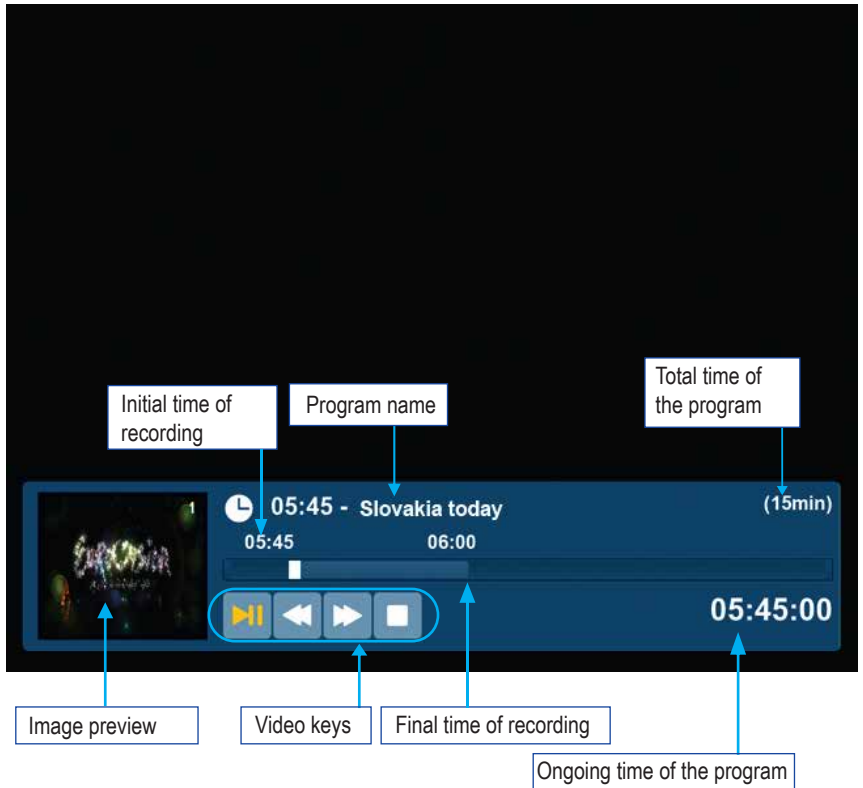 Total time of
the program
Initial time of
recording
Program name
1
05:45 - Slovakia today
(15min)
05:45 06:00
05:45:00
Image preview
Video keys
Final time of recording
Ongoing time of the program